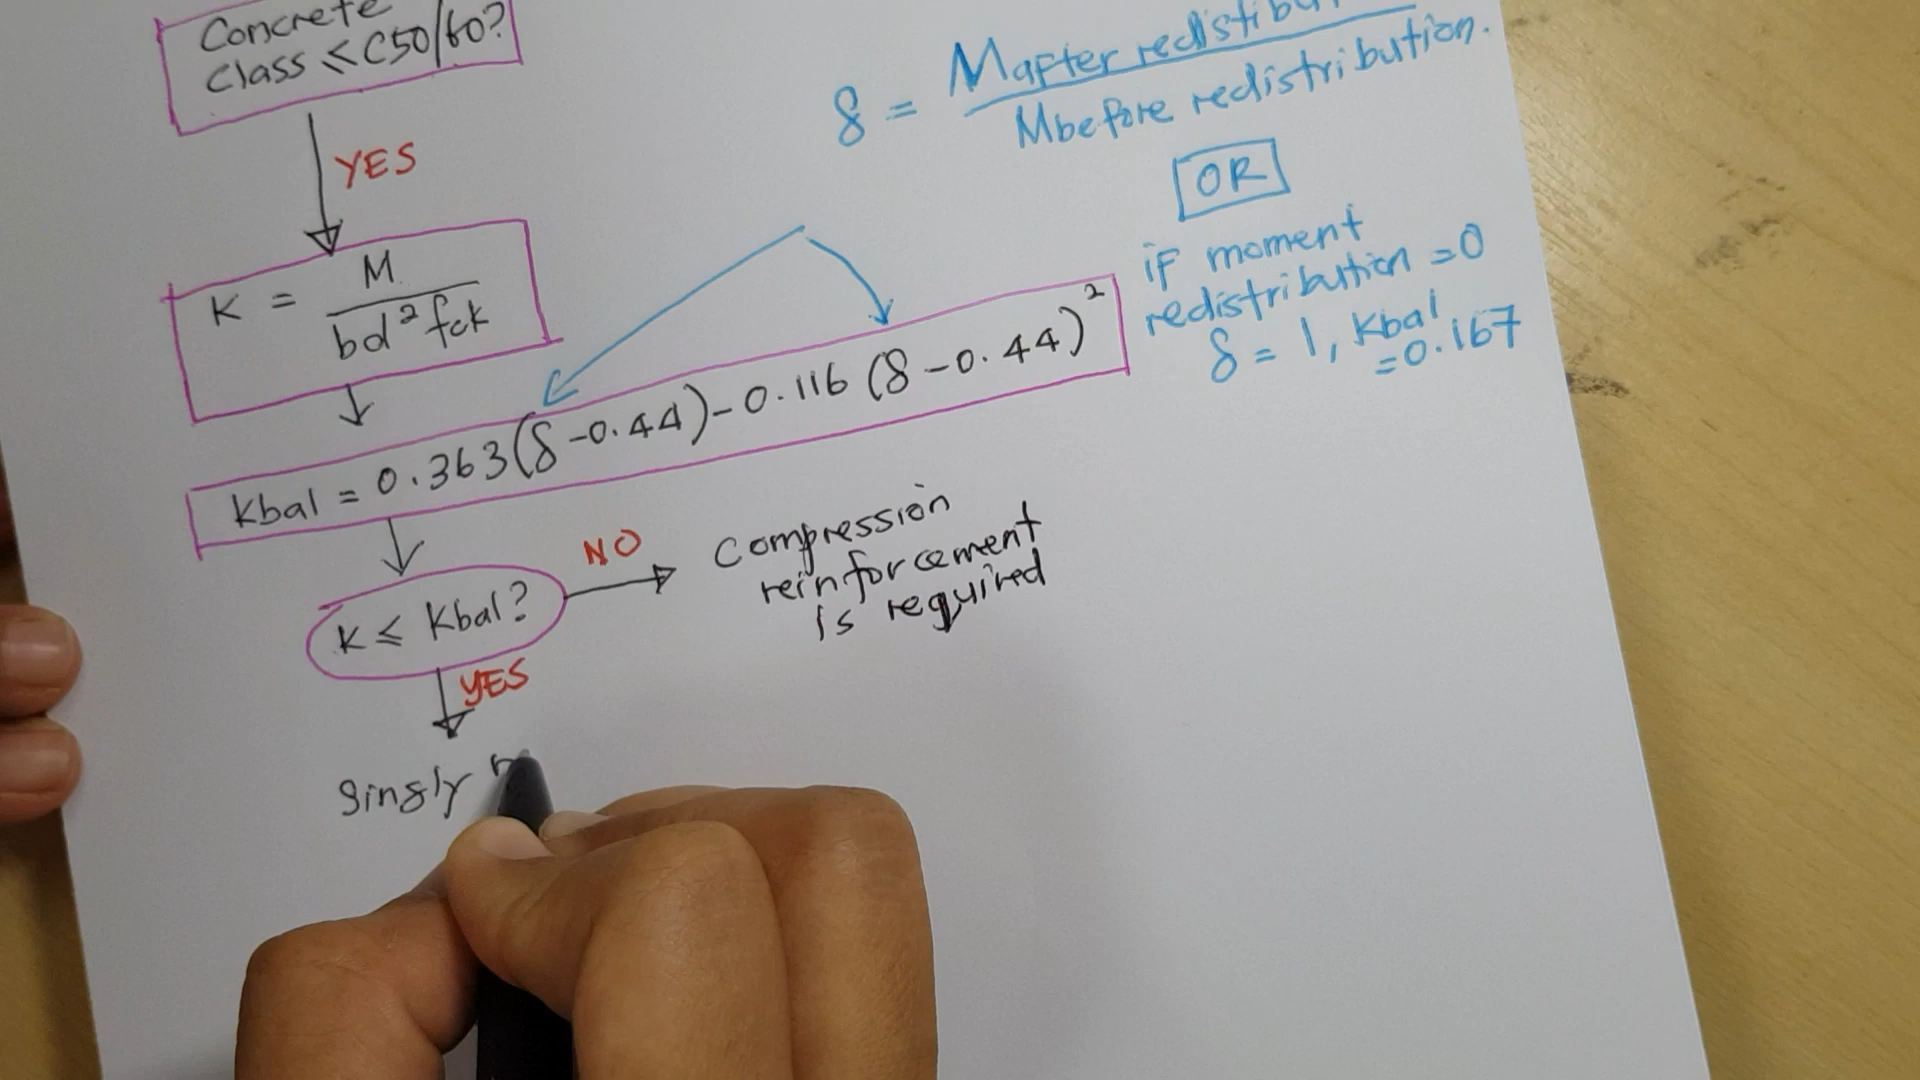 Concrete
Class ≤ C50/60?
YES
K = M / bd²fck
Kbal = 0.363(δ-0.44)-0.116(δ-0.44)²
K ≤ Kbal?
NO
Compression
reinforcement
is required
YES
Singly
δ = Mafter redistibu
Mbefore redistribution.
OR
if moment
redistribution = 0
δ = 1, Kbal
= 0.167